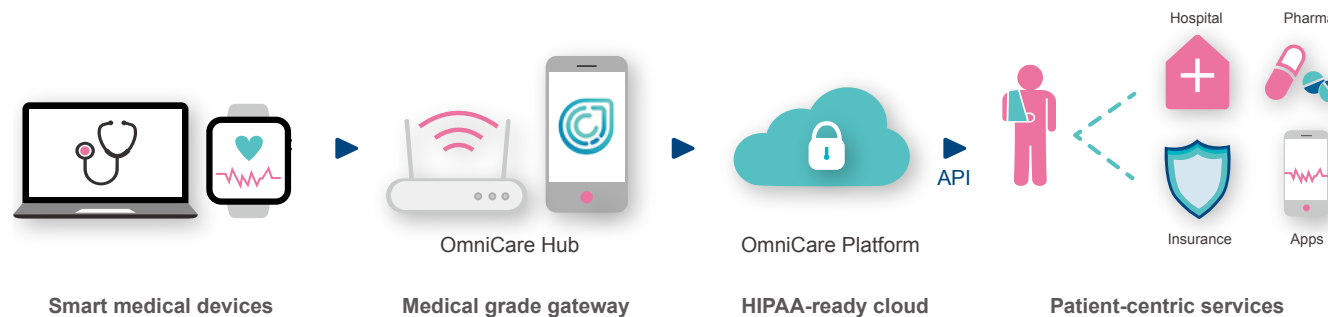 Hospital
Pharma
API
Insurance
Apps
OmniCare Hub
OmniCare Platform
Smart medical devices
Medical grade gateway
HIPAA-ready cloud
Patient-centric services